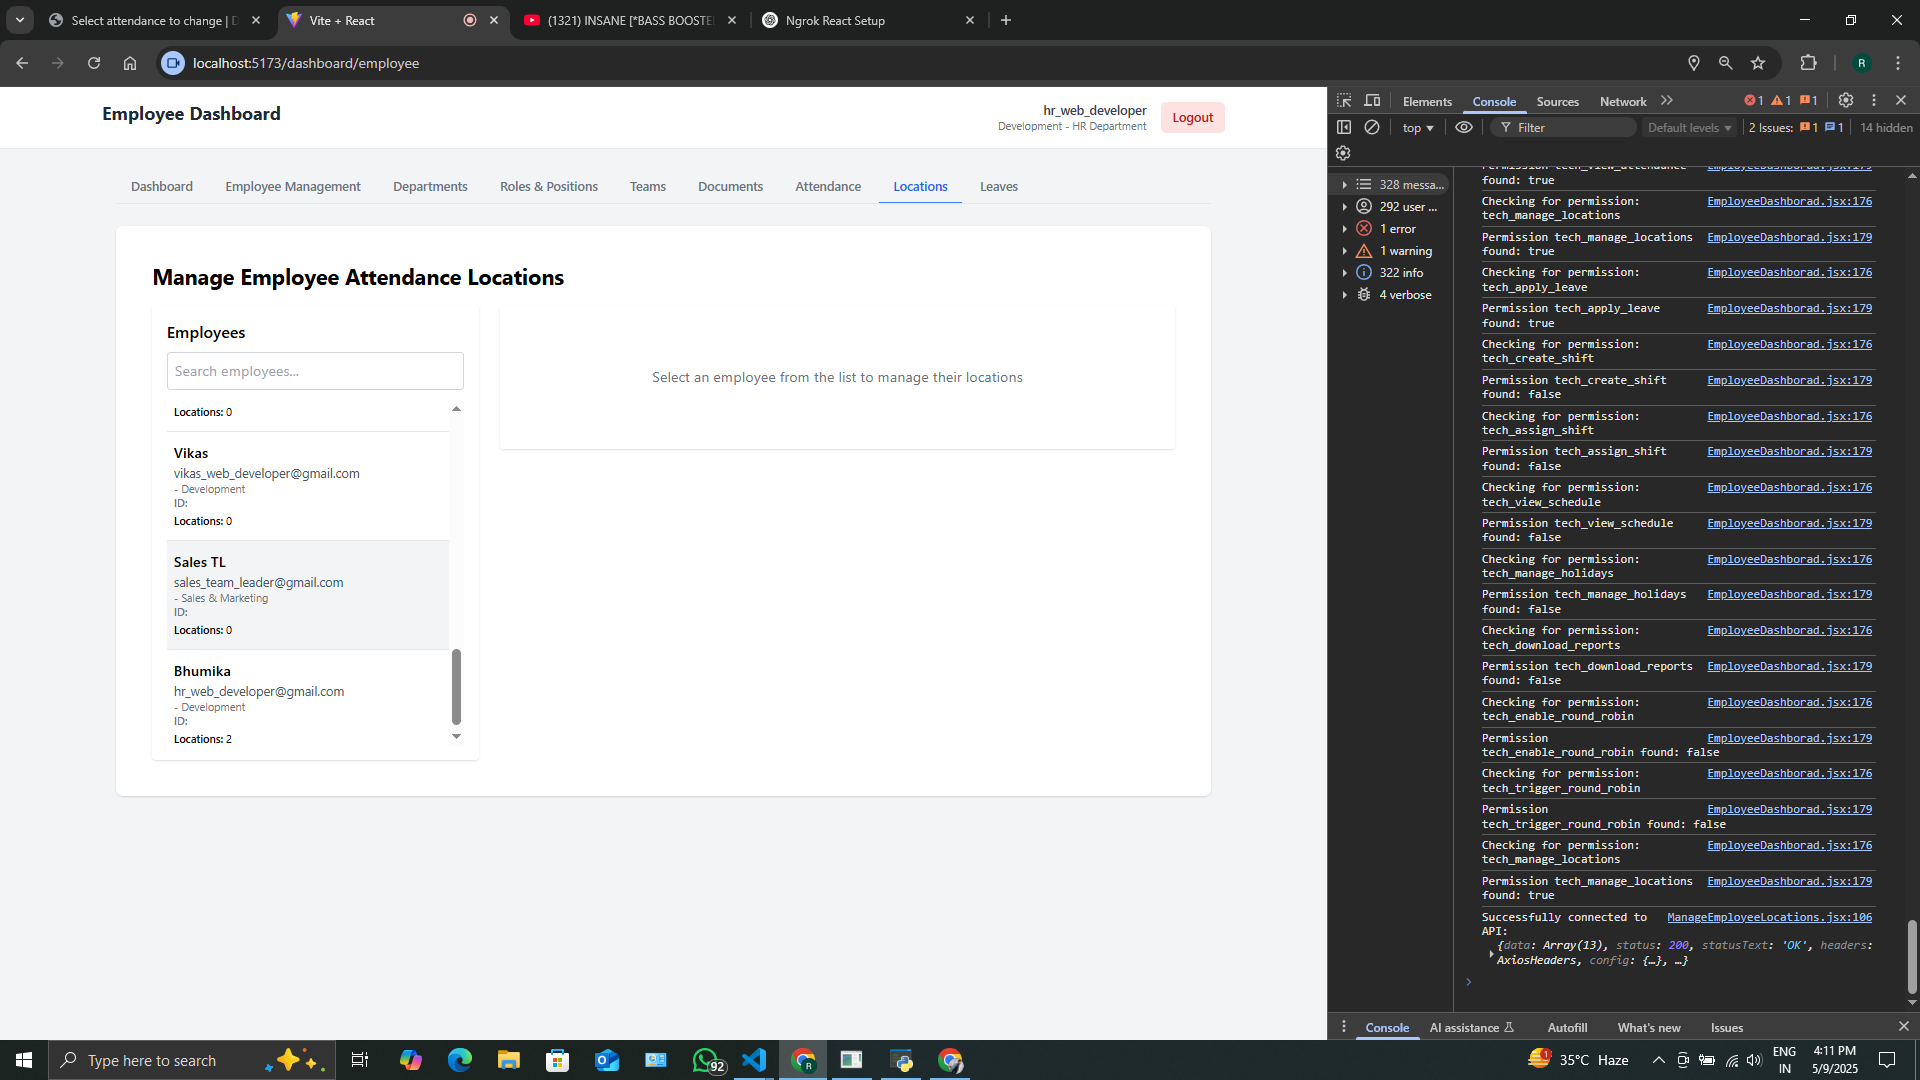 Select attendance to change | D
Vite + React
(1321) INSANE [*BASS BOOSTE
Ngrok React Setup
localhost:5173/dashboard/employee
R
Employee Dashboard
hr_web_developer
Development - HR Department
Logout
Dashboard
Employee Management
Departments
Roles & Positions
Teams
Documents
Attendance
Locations
Leaves
Manage Employee Attendance Locations
Employees
Search employees...
Locations: 0
Vikas
vikas_web_developer@gmail.com
- Development
ID:
Locations: 0
Sales TL
sales_team_leader@gmail.com
- Sales & Marketing
ID:
Locations: 0
Bhumika
hr_web_developer@gmail.com
- Development
ID:
Locations: 2
Select an employee from the list to manage their locations
Elements
Console
Sources
Network
1
1
1
top
Filter
Default levels
2 Issues:
1
1
14 hidden
328 messa...
292 user ...
1 error
1 warning
322 info
4 verbose
Permission tech_view_attendance EmployeeDashborad.jsx:179
found: true
Checking for permission: EmployeeDashborad.jsx:176
tech_manage_locations
Permission tech_manage_locations EmployeeDashborad.jsx:179
found: true
Checking for permission: EmployeeDashborad.jsx:176
tech_apply_leave
Permission tech_apply_leave EmployeeDashborad.jsx:179
found: true
Checking for permission: EmployeeDashborad.jsx:176
tech_create_shift
Permission tech_create_shift EmployeeDashborad.jsx:179
found: false
Checking for permission: EmployeeDashborad.jsx:176
tech_assign_shift
Permission tech_assign_shift EmployeeDashborad.jsx:179
found: false
Checking for permission: EmployeeDashborad.jsx:176
tech_view_schedule
Permission tech_view_schedule EmployeeDashborad.jsx:179
found: false
Checking for permission: EmployeeDashborad.jsx:176
tech_manage_holidays
Permission tech_manage_holidays EmployeeDashborad.jsx:179
found: false
Checking for permission: EmployeeDashborad.jsx:176
tech_download_reports
Permission tech_download_reports EmployeeDashborad.jsx:179
found: false
Checking for permission: EmployeeDashborad.jsx:176
tech_enable_round_robin
Permission EmployeeDashborad.jsx:179
tech_enable_round_robin found: false
Checking for permission: EmployeeDashborad.jsx:176
tech_trigger_round_robin
Permission EmployeeDashborad.jsx:179
tech_trigger_round_robin found: false
Checking for permission: EmployeeDashborad.jsx:176
tech_manage_locations
Permission tech_manage_locations EmployeeDashborad.jsx:179
found: true
Successfully connected to ManageEmployeeLocations.jsx:106
API:
{data: Array(13), status: 200, statusText: 'OK', headers:
AxiosHeaders, config: {…}, …}
Console
AI assistance
Autofill
What's new
Issues
Type here to search
92
R
1
35°C Haze
ENG
IN
4:11 PM
5/9/2025